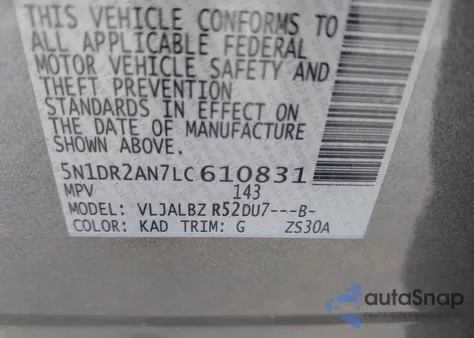 THIS VEHICLE CONFORMS TO
ALL APPLICABLE FEDERAL
MOTOR VEHICLE SAFETY AND
THEFT PREVENTION
STANDARDS IN EFFECT ON
THE DATE OF MANUFACTURE
SHOWN ABOVE.
5N1DR2AN7LC610831
MPV 143
MODEL: VLJALBZ R52DU7---B-
COLOR: KAD TRIM: G ZS30A
autaSnap